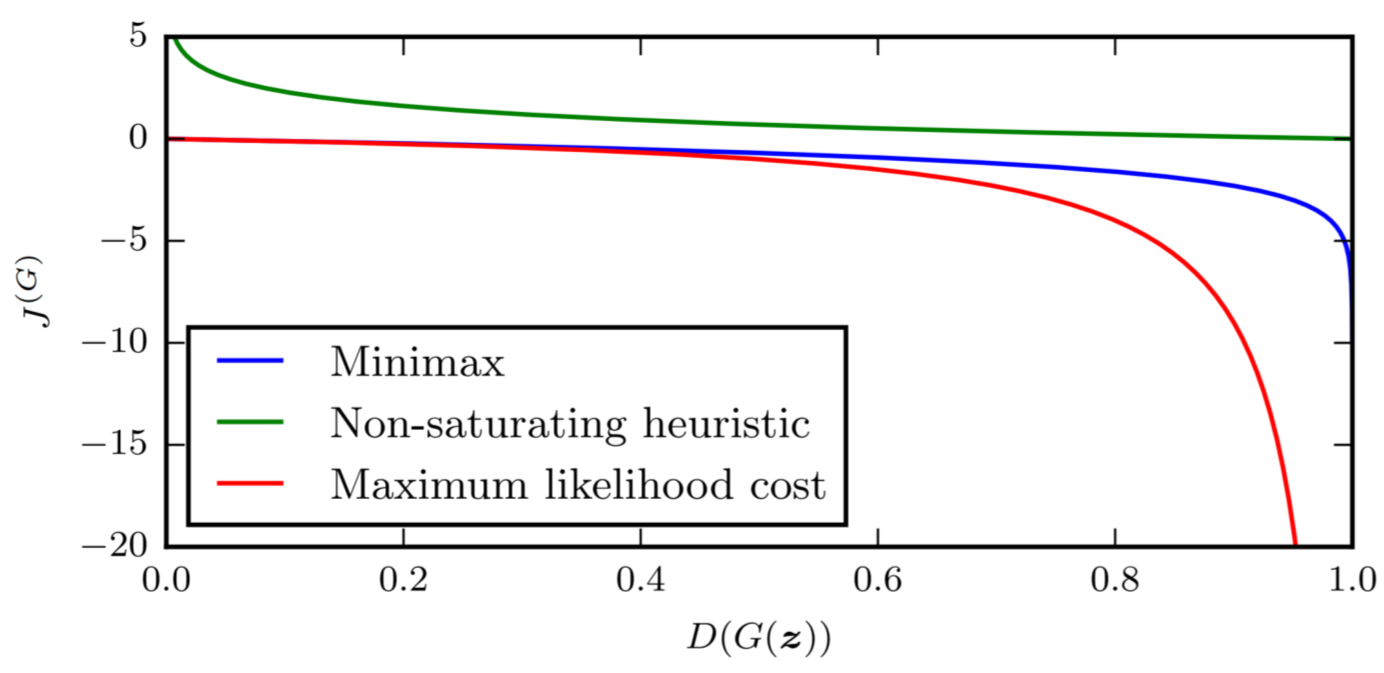 5
0
−5
−10
−15
−20
J^(G)
Minimax
Non-saturating heuristic
Maximum likelihood cost
0.0 0.2 0.4 0.6 0.8 1.0
D(G(z))